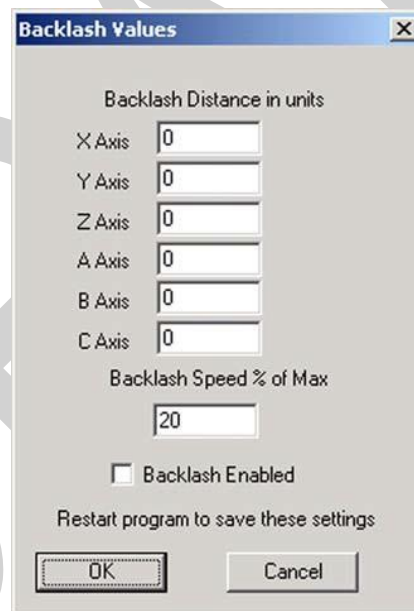 Backlash Values
Backlash Distance in units
X Axis 0
Y Axis 0
Z Axis 0
A Axis 0
B Axis 0
C Axis 0
Backlash Speed % of Max
20
Backlash Enabled
Restart program to save these settings
OK Cancel